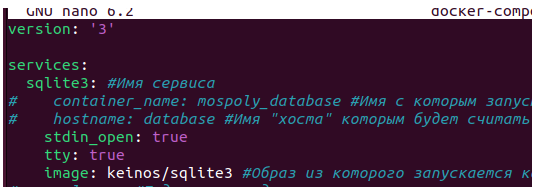 GNU nano 6.2 docker-compo
version: '3'
services:
sqlite3: #Имя сервиса
# container_name: mospoly_database #Имя с которым запус
# hostname: database #Имя "хоста" которым будет считать
stdin_open: true
tty: true
image: keinos/sqlite3 #Образ из которого запускается к